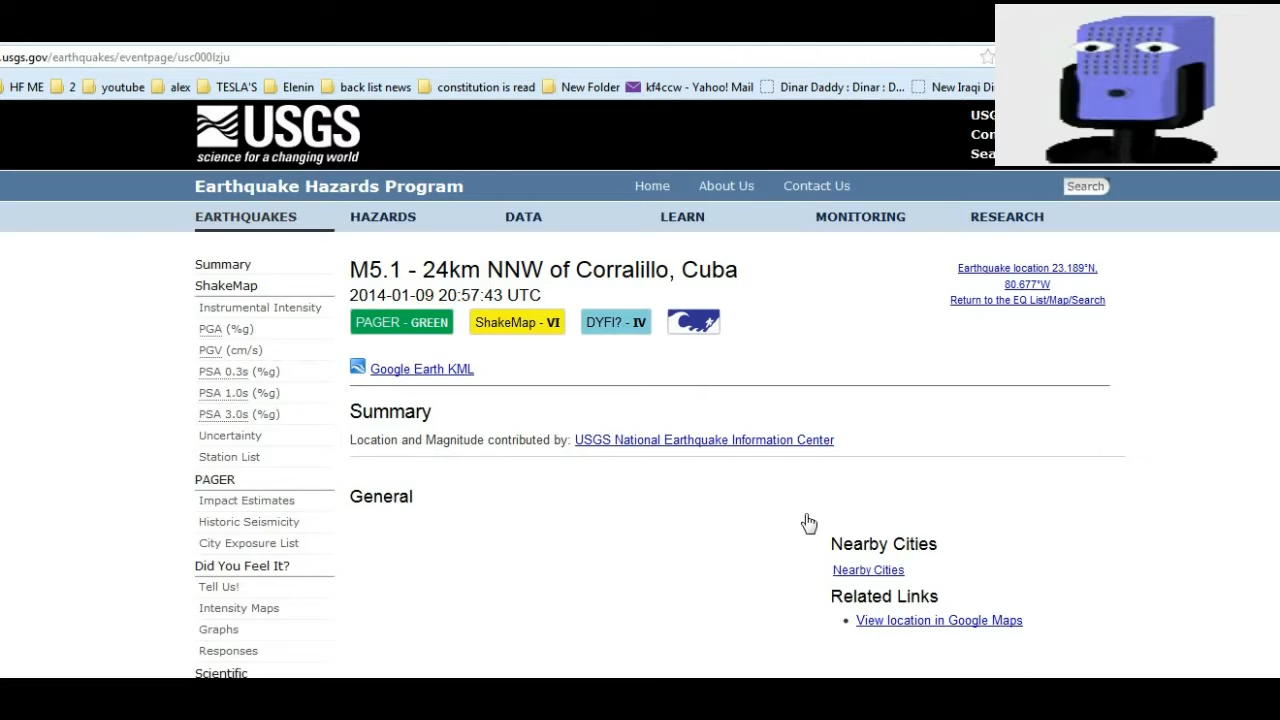 .usgs.gov/earthquakes/eventpage/usc000lzju
HF ME 2 youtube alex TESLA'S Elenin back list news constitution is read New Folder kf4ccw - Yahoo! Mail Dinar Daddy : Dinar : D... New Iraqi Di
USGS
science for a changing world
USG
Con
Sea
Earthquake Hazards Program Home About Us Contact Us Search
EARTHQUAKES HAZARDS DATA LEARN MONITORING RESEARCH
Summary
ShakeMap
Instrumental Intensity
PGA (%g)
PGV (cm/s)
PSA 0.3s (%g)
PSA 1.0s (%g)
PSA 3.0s (%g)
Uncertainty
Station List
PAGER
Impact Estimates
Historic Seismicity
City Exposure List
Did You Feel It?
Tell Us!
Intensity Maps
Graphs
Responses
Scientific
M5.1 - 24km NNW of Corralillo, Cuba
2014-01-09 20:57:43 UTC
PAGER - GREEN ShakeMap - VI DYFI? - IV
Earthquake location 23.189°N,
80.677°W
Return to the EQ List/Map/Search
Google Earth KML
Summary
Location and Magnitude contributed by: USGS National Earthquake Information Center
General
Nearby Cities
Nearby Cities
Related Links
• View location in Google Maps